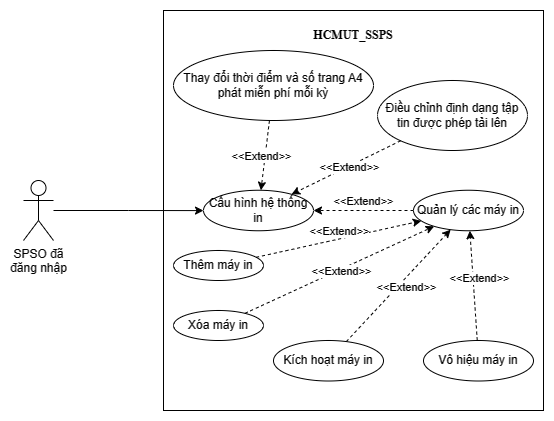 HCMUT_SSPS
Thay đổi thời điểm và số trang A4
phát miễn phí mỗi kỳ
Điều chỉnh định dạng tập
tin được phép tải lên
<<Extend>>
<<Extend>>
Cấu hình hệ thống
in
<<Extend>>
Quản lý các máy in
SPSO đã
đăng nhập
<<Extend>>
Thêm máy in
<<Extend>>
<<Extend>>
<<Extend>>
Xóa máy in
Kích hoạt máy in
Vô hiệu máy in